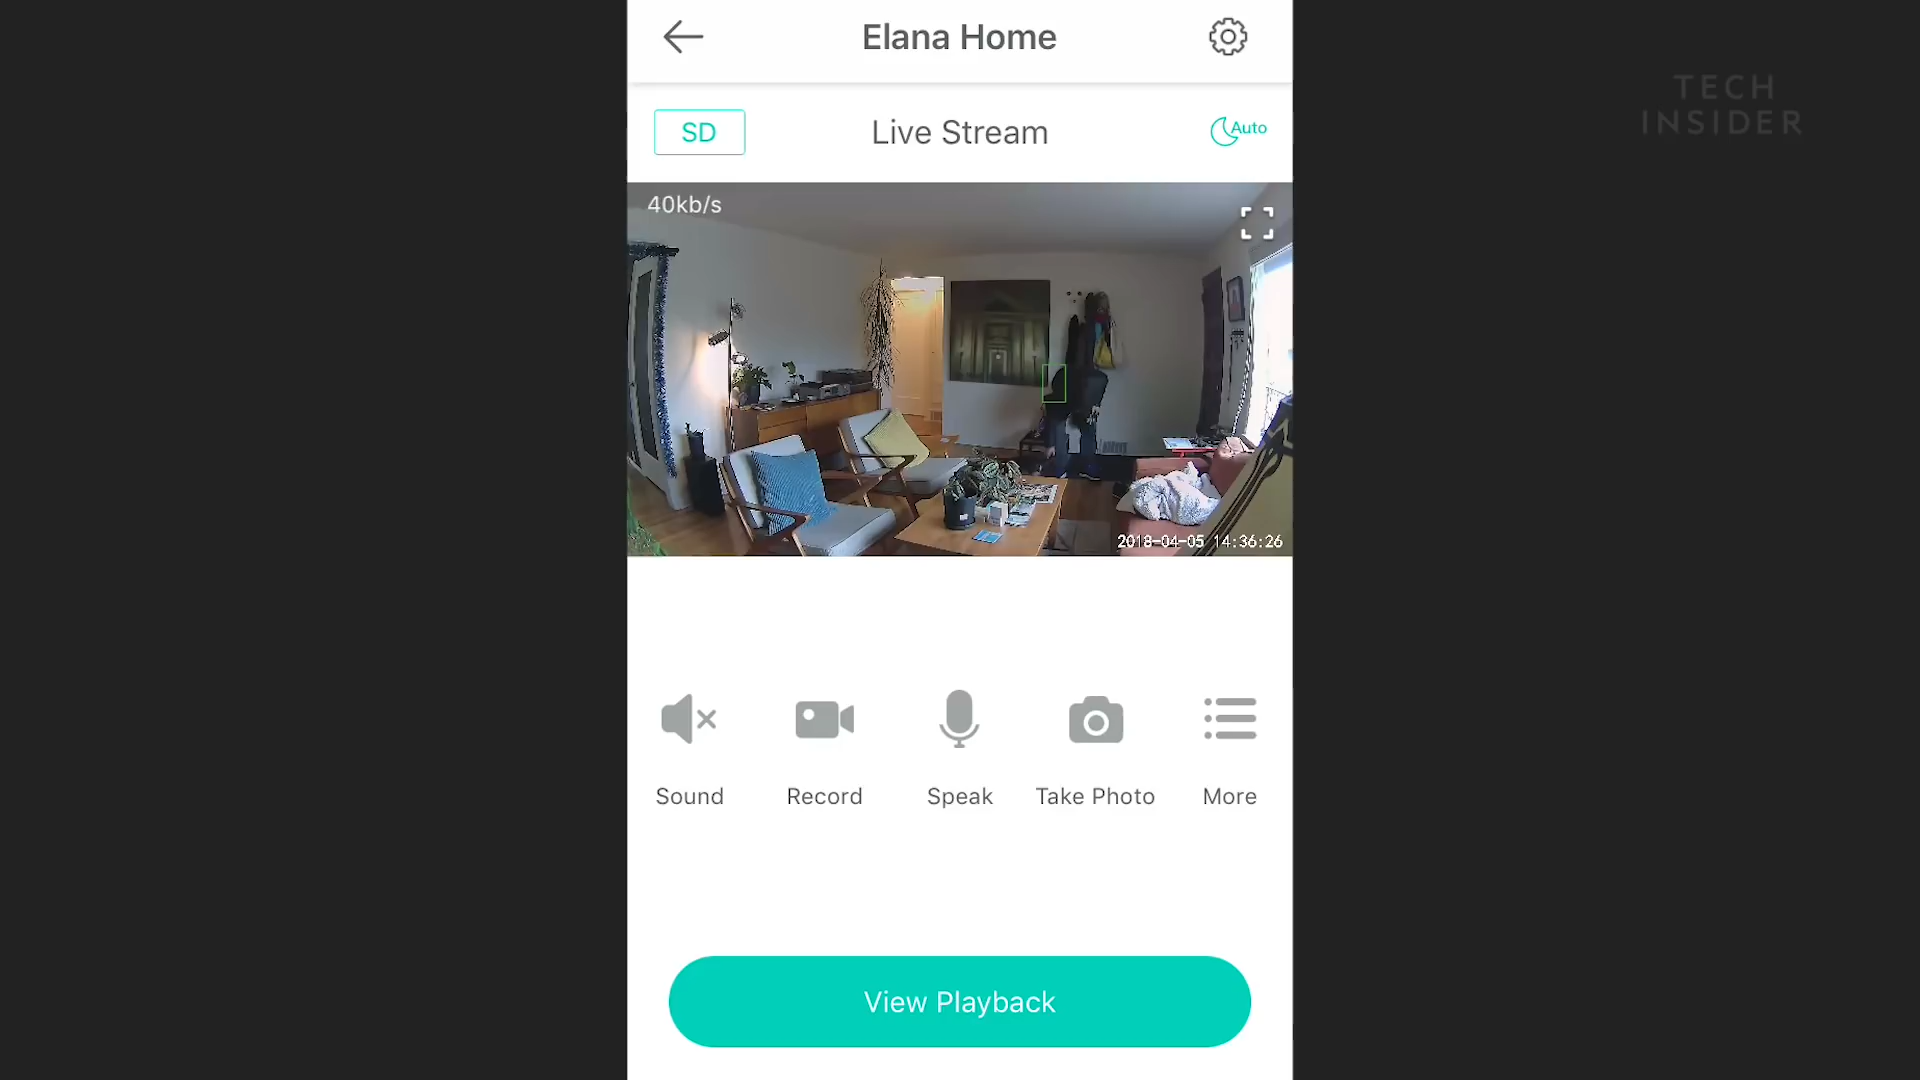 Elana Home
TECH
INSIDER
SD
Live Stream
Auto
40kb/s
2018-04-05 14:36:26
Sound
Record
Speak
Take Photo
More
View Playback